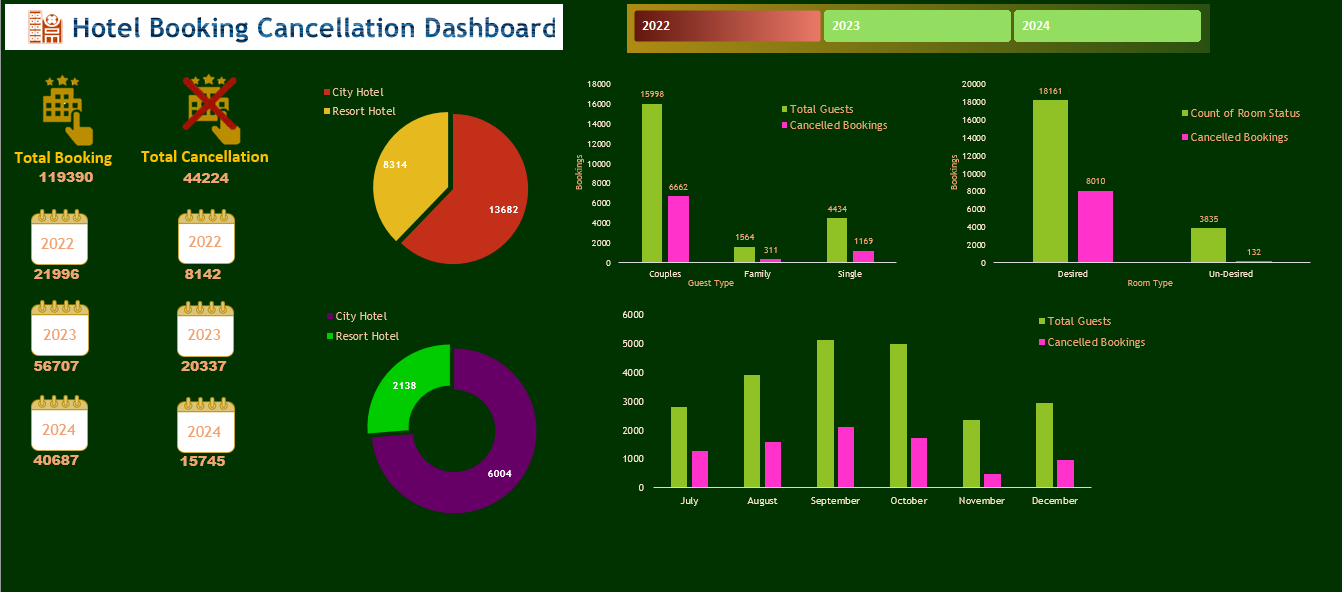 Hotel Booking Cancellation Dashboard
2022
2023
2024
Total Booking
119390
Total Cancellation
44224
2022
21996
2022
8142
2023
56707
2023
20337
2024
40687
2024
15745
City Hotel
Resort Hotel
8314
13682
City Hotel
Resort Hotel
2138
6004
Bookings
18000
16000
14000
12000
10000
8000
6000
4000
2000
0
15998
6662
1564
311
4434
1169
Total Guests
Cancelled Bookings
Couples
Family
Single
Guest Type
Bookings
20000
18000
16000
14000
12000
10000
8000
6000
4000
2000
0
18161
8010
3835
132
Count of Room Status
Cancelled Bookings
Desired
Un-Desired
Room Type
6000
5000
4000
3000
2000
1000
0
Total Guests
Cancelled Bookings
July
August
September
October
November
December